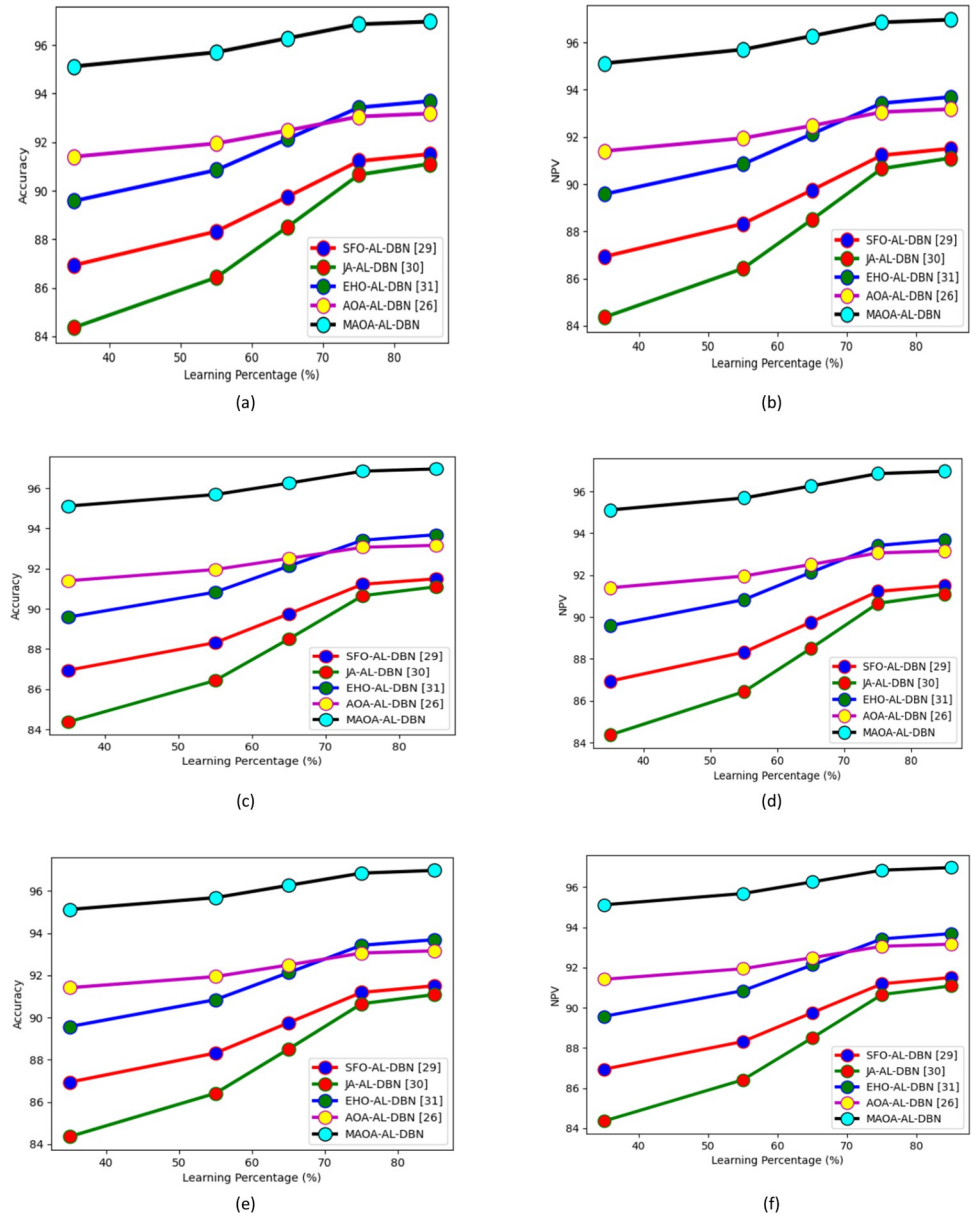 96
94
92
90
88
86
84
Accuracy
40 50 60 70 80
Learning Percentage (%)
SFO-AL-DBN [29]
JA-AL-DBN [30]
EHO-AL-DBN [31]
AOA-AL-DBN [26]
MAOA-AL-DBN
(a)
96
94
92
90
88
86
84
NPV
40 50 60 70 80
Learning Percentage (%)
SFO-AL-DBN [29]
JA-AL-DBN [30]
EHO-AL-DBN [31]
AOA-AL-DBN [26]
MAOA-AL-DBN
(b)
96
94
92
90
88
86
84
Accuracy
40 50 60 70 80
Learning Percentage (%)
SFO-AL-DBN [29]
JA-AL-DBN [30]
EHO-AL-DBN [31]
AOA-AL-DBN [26]
MAOA-AL-DBN
(c)
96
94
92
90
88
86
84
NPV
40 50 60 70 80
Learning Percentage (%)
SFO-AL-DBN [29]
JA-AL-DBN [30]
EHO-AL-DBN [31]
AOA-AL-DBN [26]
MAOA-AL-DBN
(d)
96
94
92
90
88
86
84
Accuracy
40 50 60 70 80
Learning Percentage (%)
SFO-AL-DBN [29]
JA-AL-DBN [30]
EHO-AL-DBN [31]
AOA-AL-DBN [26]
MAOA-AL-DBN
(e)
96
94
92
90
88
86
84
NPV
40 50 60 70 80
Learning Percentage (%)
SFO-AL-DBN [29]
JA-AL-DBN [30]
EHO-AL-DBN [31]
AOA-AL-DBN [26]
MAOA-AL-DBN
(f)